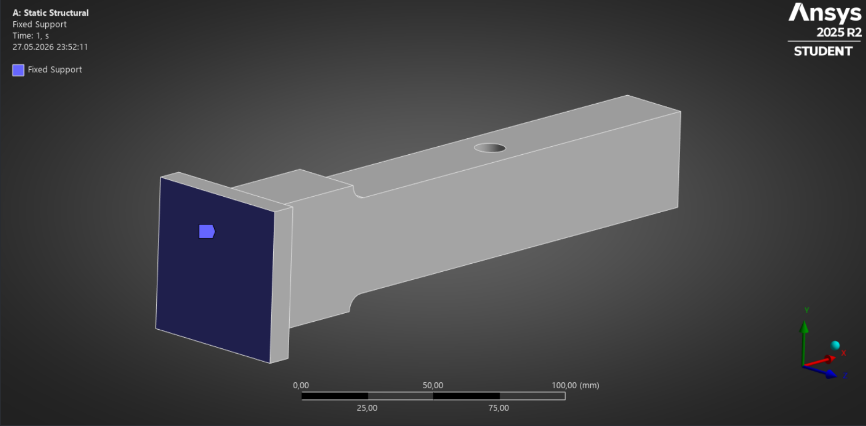 A: Static Structural
Fixed Support
Time: 1, s
27.05.2026 23:52:11
Fixed Support
Ansys
2025 R2
STUDENT
0,00 50,00 100,00 (mm)
25,00 75,00
Y
X
Z